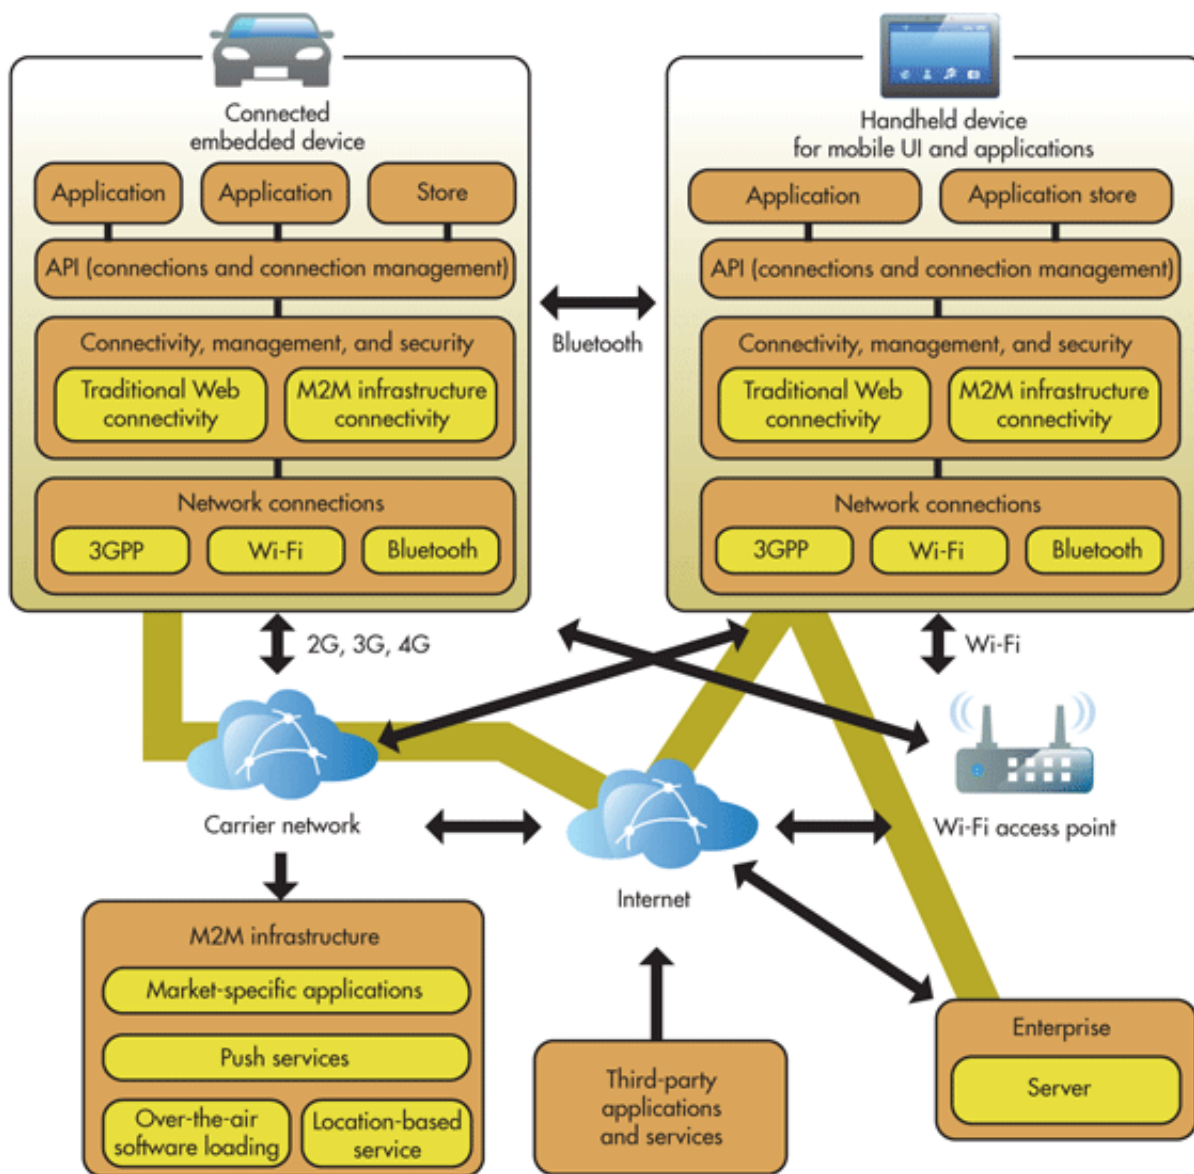 Connected
embedded device
Application
Application
Store
API (connections and connection management)
Connectivity, management, and security
Traditional Web
connectivity
M2M infrastructure
connectivity
Network connections
3GPP
Wi-Fi
Bluetooth
Bluetooth
Handheld device
for mobile UI and applications
Application
Application store
API (connections and connection management)
Connectivity, management, and security
Traditional Web
connectivity
M2M infrastructure
connectivity
Network connections
3GPP
Wi-Fi
Bluetooth
2G, 3G, 4G
Wi-Fi
Carrier network
Internet
Wi-Fi access point
M2M infrastructure
Market-specific applications
Push services
Over-the-air
software loading
Location-based
service
Third-party
applications
and services
Enterprise
Server